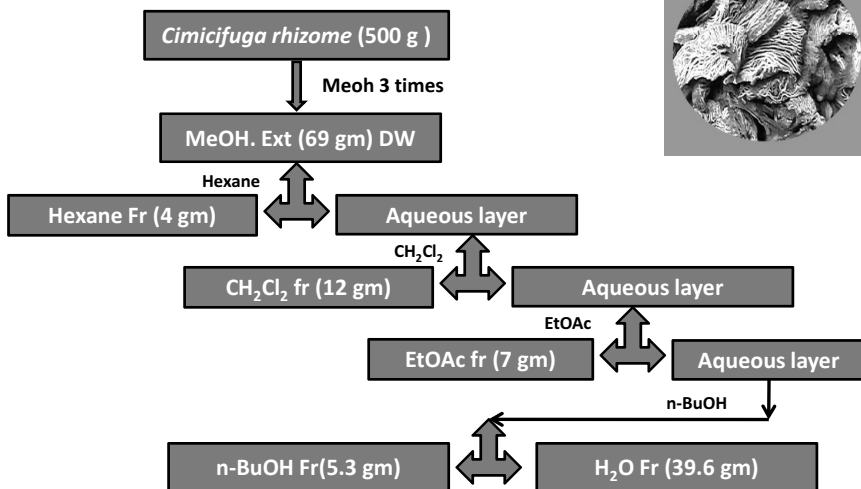 Cimicifuga rhizome (500 g )
Meoh 3 times
MeOH. Ext (69 gm) DW
Hexane
Hexane Fr (4 gm)
Aqueous layer
CH₂Cl₂
CH₂Cl₂ fr (12 gm)
Aqueous layer
EtOAc
EtOAc fr (7 gm)
Aqueous layer
n-BuOH
n-BuOH Fr(5.3 gm)
H₂O Fr (39.6 gm)